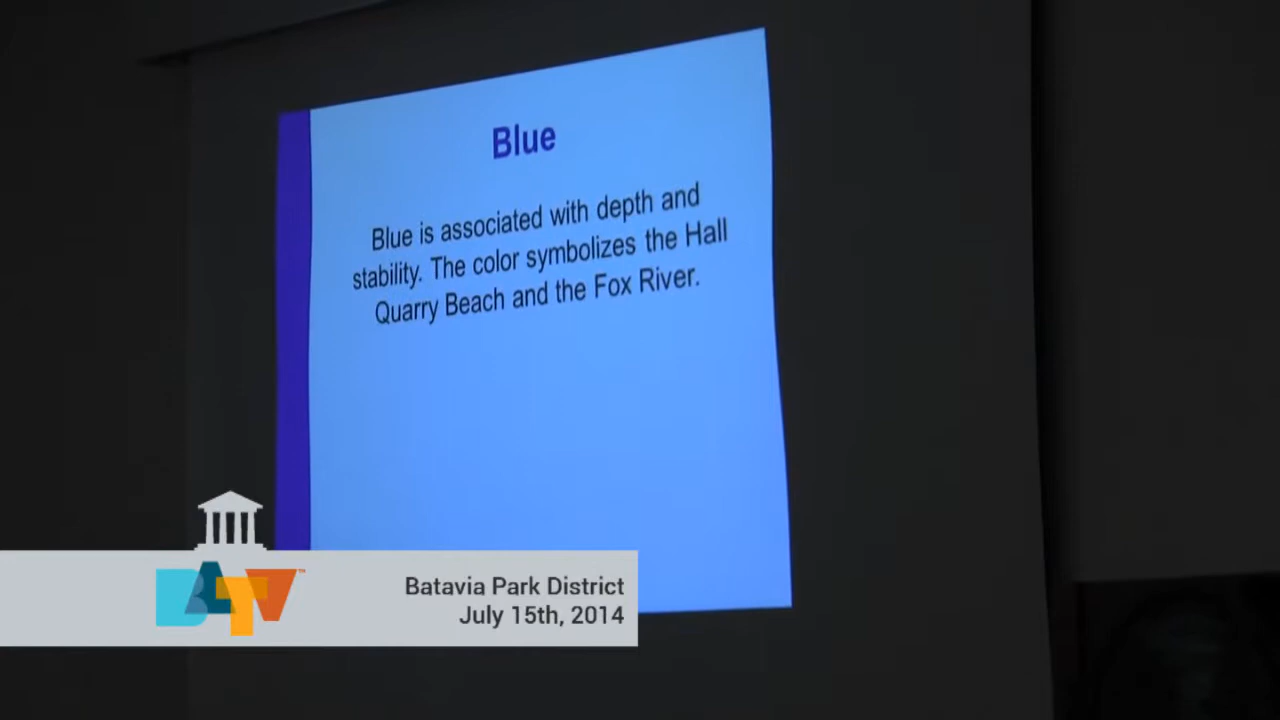 Blue
Blue is associated with depth and
stability. The color symbolizes the Hall
Quarry Beach and the Fox River.
BATV™
Batavia Park District
July 15th, 2014